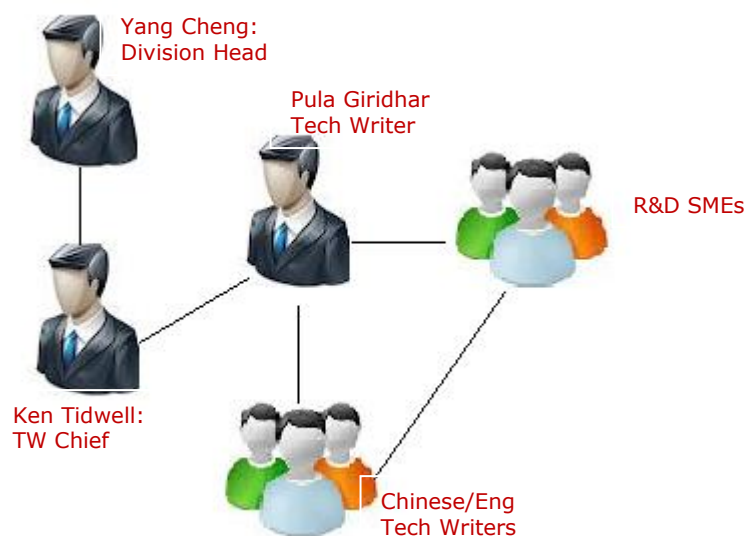 Yang Cheng:
Division Head
Pula Giridhar
Tech Writer
R&D SMEs
Ken Tidwell:
TW Chief
Chinese/Eng
Tech Writers